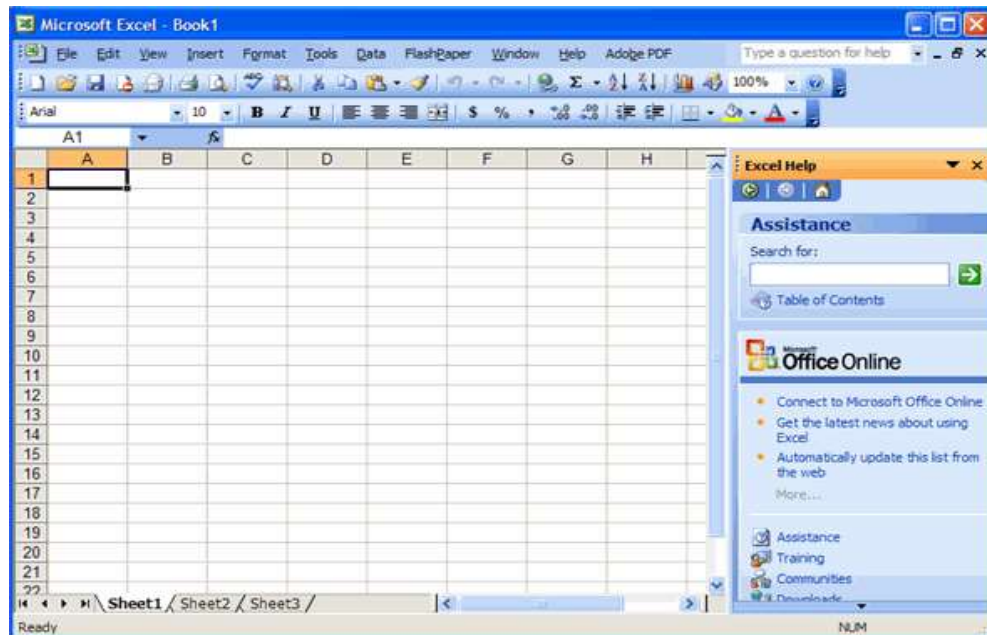 Microsoft Excel - Book1
File Edit View Insert Format Tools Data FlashPaper Window Help Adobe PDF Type a question for help
100%
Arial 10 B I U $ % ,
A1 fx
A B C D E F G H
1
2
3
4
5
6
7
8
9
10
11
12
13
14
15
16
17
18
19
20
21
22
Sheet1 Sheet2 Sheet3
Ready NUM
Excel Help
Assistance
Search for:
Table of Contents
Microsoft
Office Online
Connect to Microsoft Office Online
Get the latest news about using
Excel
Automatically update this list from
the web
More...
Assistance
Training
Communities
Downloads